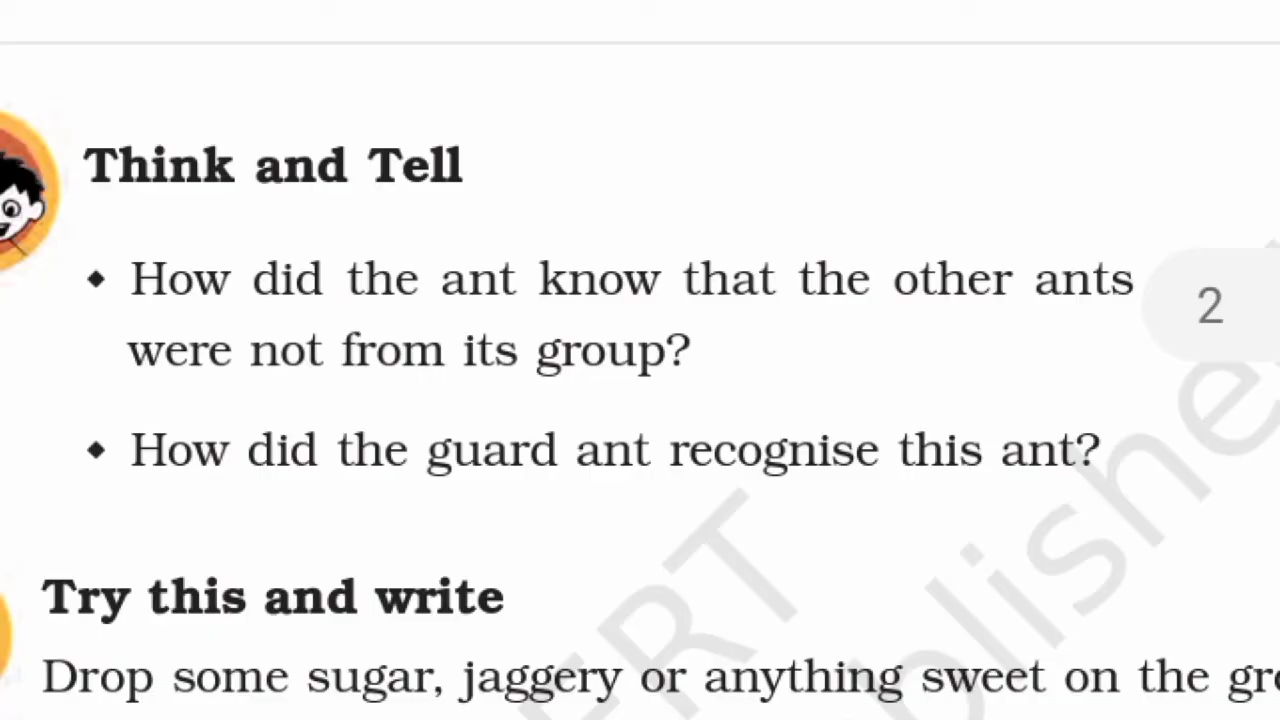 Think and Tell
◆ How did the ant know that the other ants
were not from its group?
2
◆ How did the guard ant recognise this ant?
Try this and write
Drop some sugar, jaggery or anything sweet on the